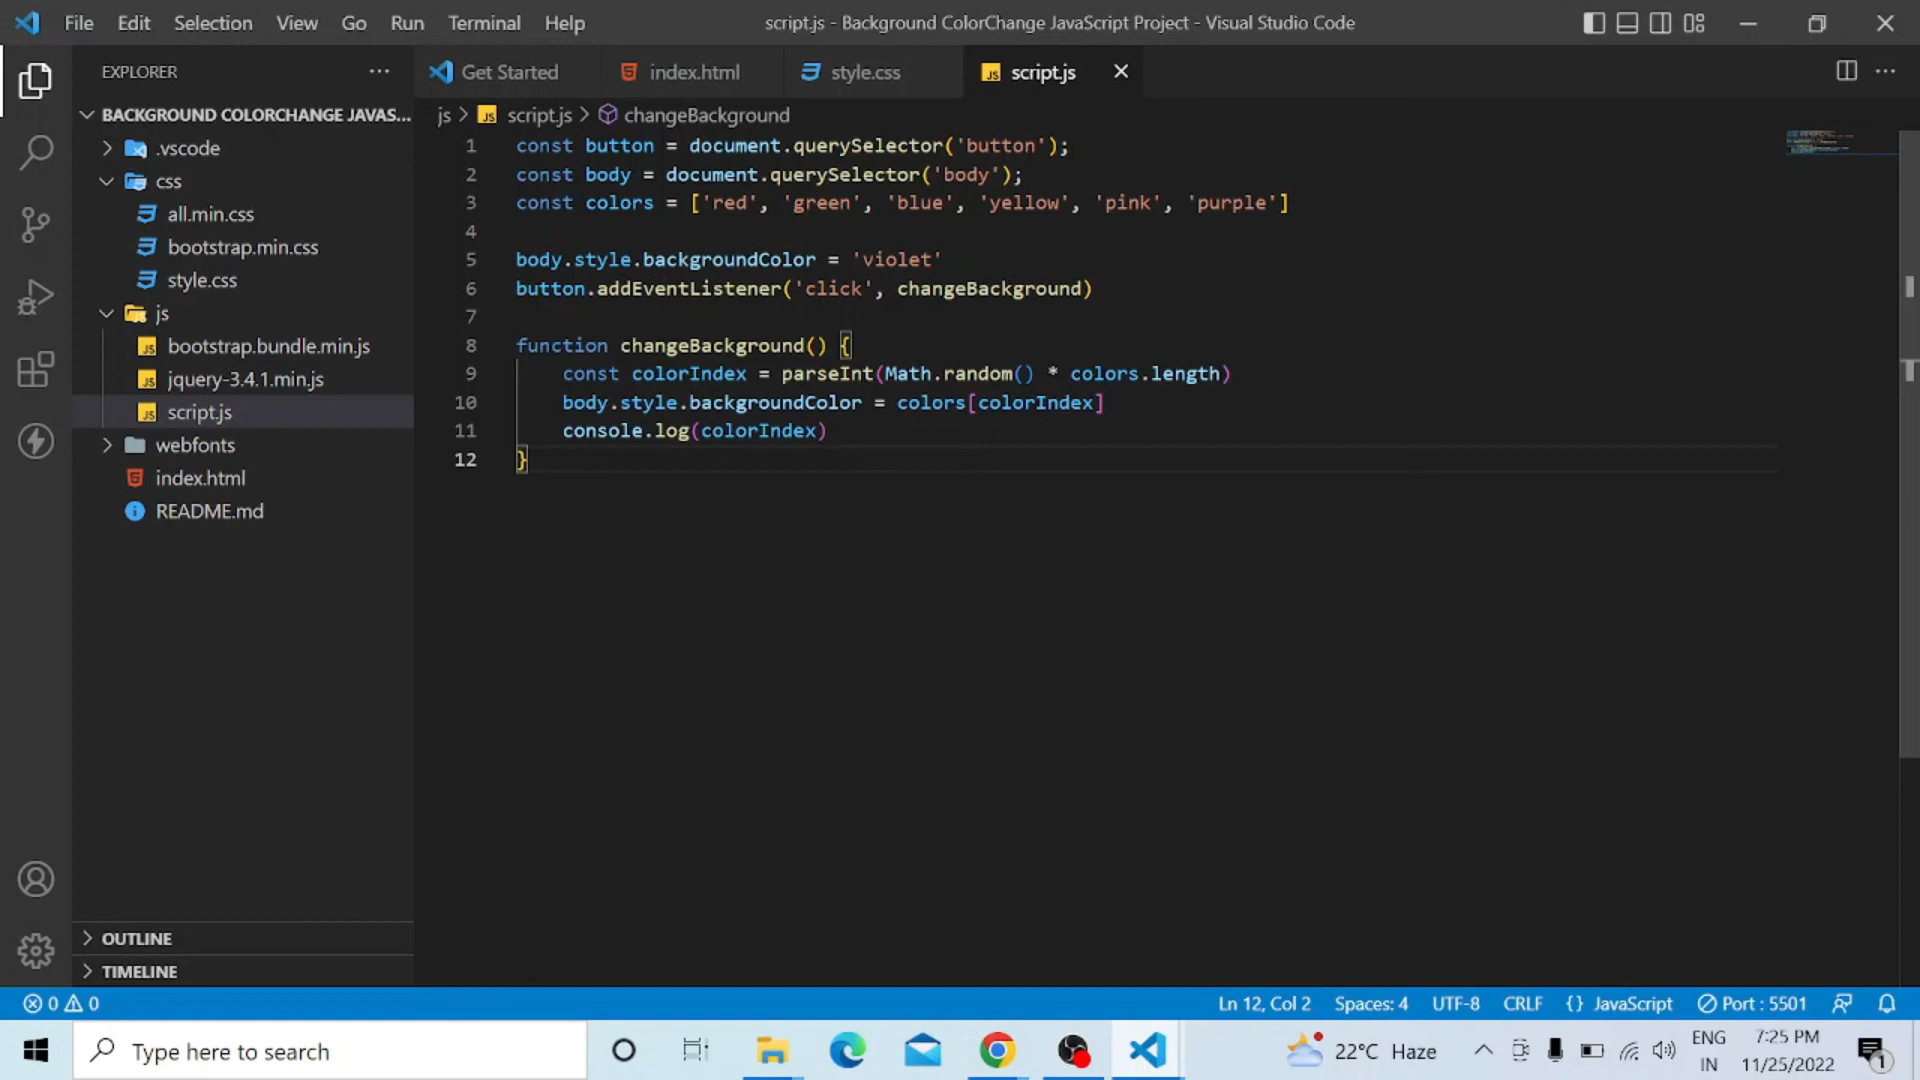 File Edit Selection View Go Run Terminal Help
script.js - Background ColorChange JavaScript Project - Visual Studio Code
EXPLORER
Get Started
index.html
style.css
script.js
BACKGROUND COLORCHANGE JAVAS...
js > script.js > changeBackground
.vscode
css
all.min.css
bootstrap.min.css
style.css
js
bootstrap.bundle.min.js
jquery-3.4.1.min.js
script.js
webfonts
index.html
README.md
1 const button = document.querySelector('button');
2 const body = document.querySelector('body');
3 const colors = ['red', 'green', 'blue', 'yellow', 'pink', 'purple']
4
5 body.style.backgroundColor = 'violet'
6 button.addEventListener('click', changeBackground)
7
8 function changeBackground() {
9 const colorIndex = parseInt(Math.random() * colors.length)
10 body.style.backgroundColor = colors[colorIndex]
11 console.log(colorIndex)
12 }
OUTLINE
TIMELINE
0 0
Ln 12, Col 2 Spaces: 4 UTF-8 CRLF {} JavaScript Port : 5501
Type here to search
22°C Haze
ENG
IN
7:25 PM
11/25/2022
1